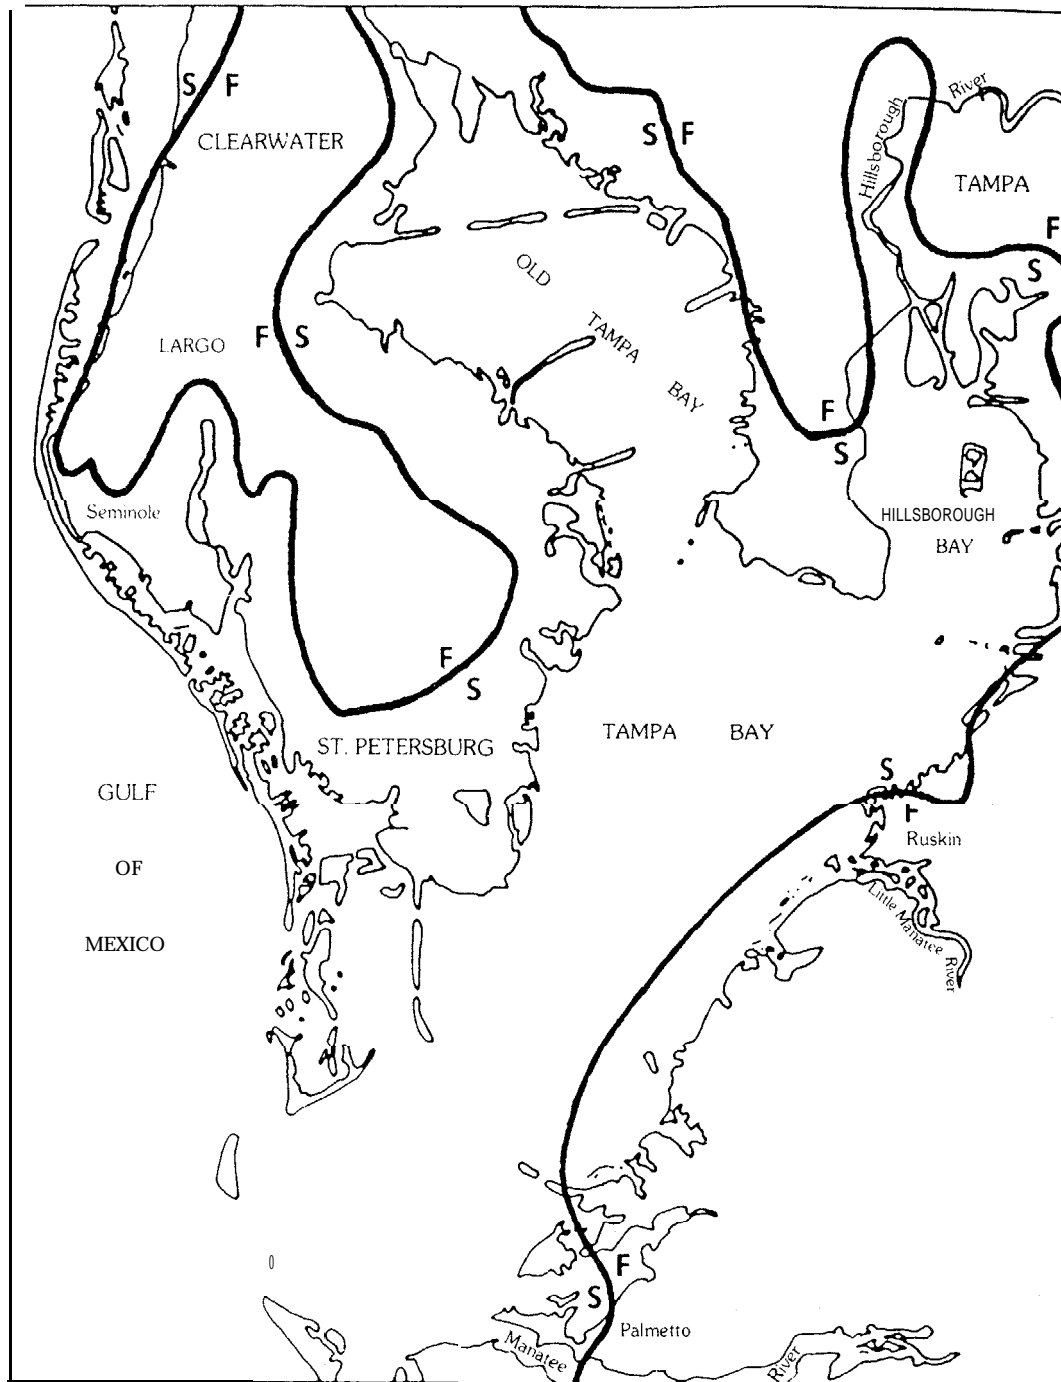 S F
CLEARWATER
S F
Hillsborough
River
TAMPA
F
S
OLD
TAMPA
BAY
F S
LARGO
F
S
Seminole
HILLSBOROUGH
BAY
F
S
ST. PETERSBURG
TAMPA BAY
GULF
OF
MEXICO
S
F
Ruskin
Little Manatee
River
F
S
Palmetto
Manatee
River